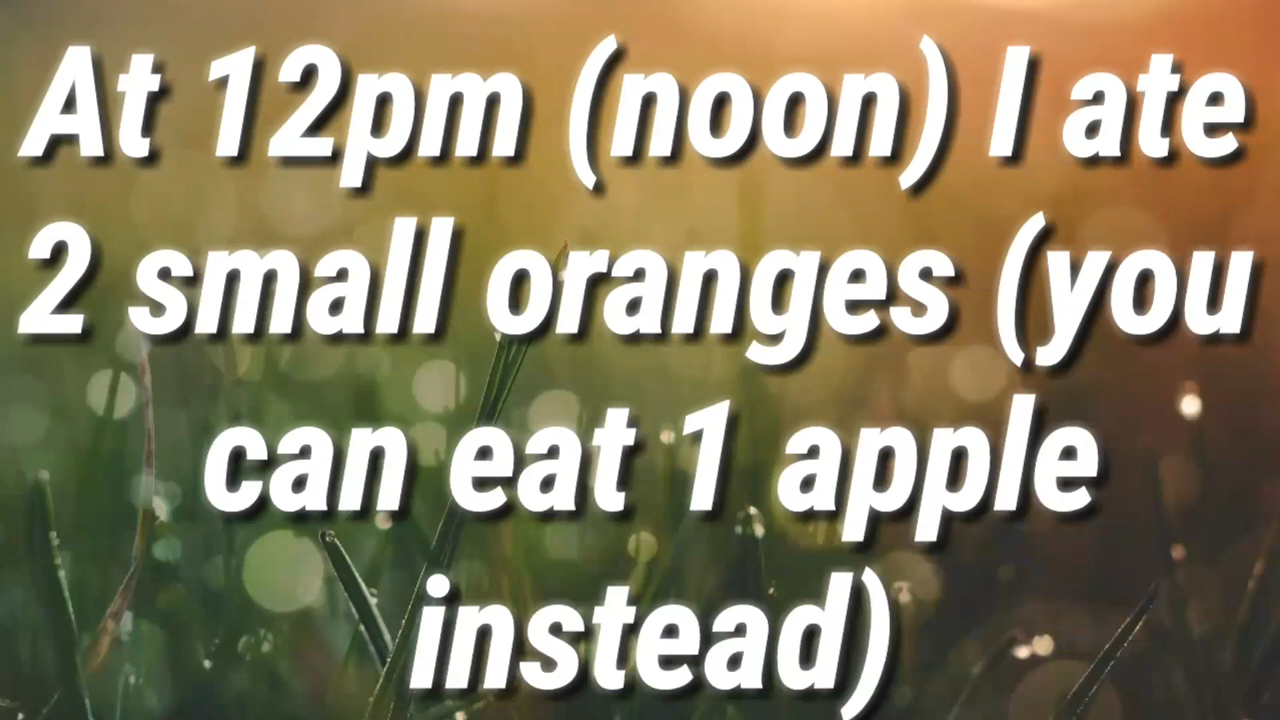 At 12pm (noon) I ate
2 small oranges (you
can eat 1 apple
instead)